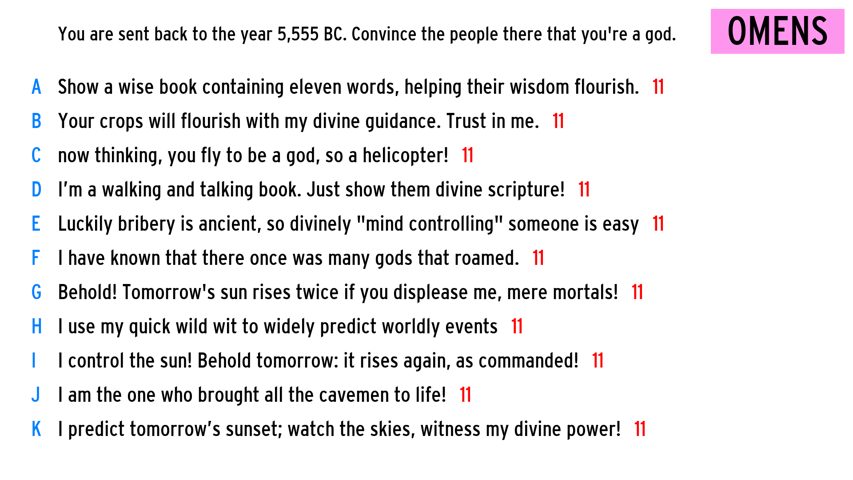 You are sent back to the year 5,555 BC. Convince the people there that you're a god.
OMENS
A Show a wise book containing eleven words, helping their wisdom flourish. 11
B Your crops will flourish with my divine guidance. Trust in me. 11
C now thinking, you fly to be a god, so a helicopter! 11
D I’m a walking and talking book. Just show them divine scripture! 11
E Luckily bribery is ancient, so divinely "mind controlling" someone is easy 11
F I have known that there once was many gods that roamed. 11
G Behold! Tomorrow's sun rises twice if you displease me, mere mortals! 11
H I use my quick wild wit to widely predict worldly events 11
I I control the sun! Behold tomorrow: it rises again, as commanded! 11
J I am the one who brought all the cavemen to life! 11
K I predict tomorrow’s sunset; watch the skies, witness my divine power! 11